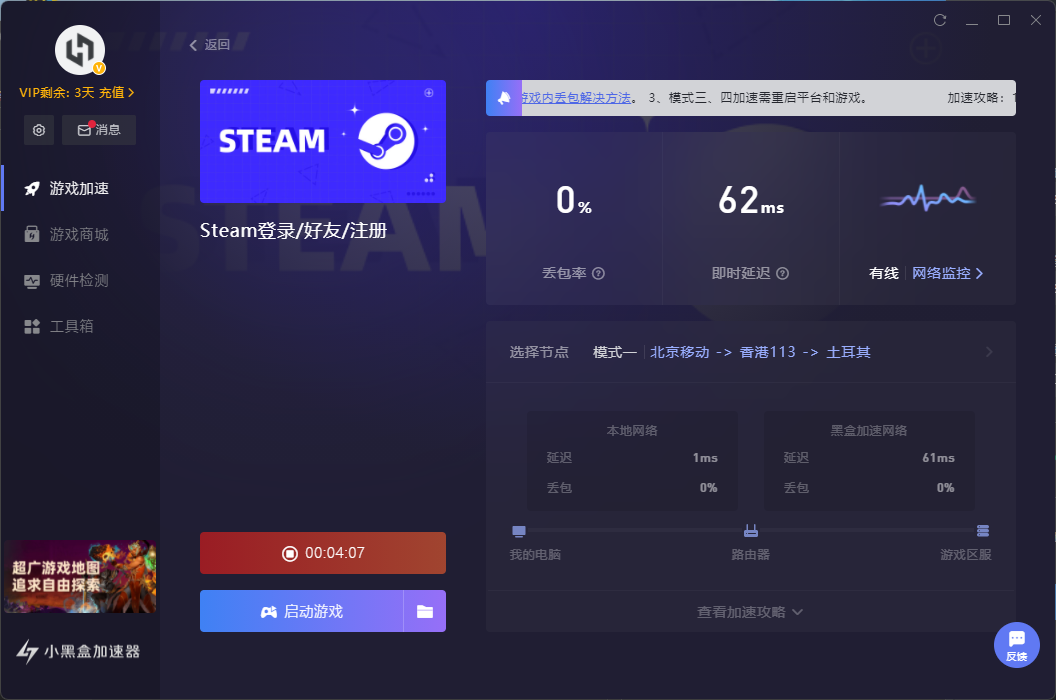 返回
VIP剩余: 3天 充值
消息
游戏加速
游戏商城
硬件检测
工具箱
超广游戏地图
追求自由探索
小黑盒加速器
STEAM
Steam登录/好友/注册
STEAM
00:04:07
启动游戏
游戏内丢包解决方法。 3、模式三、四加速需重启平台和游戏。 加速攻略: 1
0%
62ms
丢包率
即时延迟
有线 网络监控
选择节点 模式一 北京移动 -> 香港113 -> 土耳其
本地网络
延迟 1ms
丢包 0%
黑盒加速网络
延迟 61ms
丢包 0%
我的电脑
路由器
游戏区服
查看加速攻略
反馈